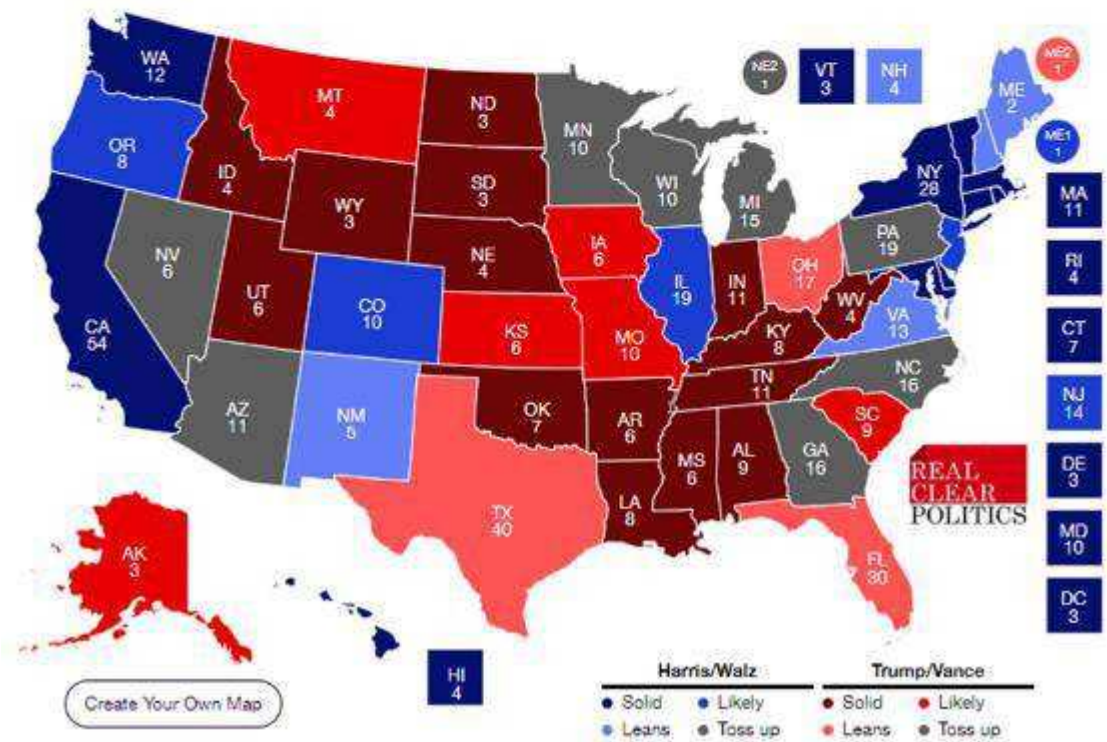 WA
12
MT
4
ND
3
MN
10
NE2
1
VT
3
NH
4
ME
2
ME2
1
OR
8
ID
4
WY
3
SD
3
WI
10
MI
15
NY
28
ME1
1
MA
11
NV
6
UT
6
CO
10
NE
4
IA
6
IL
19
IN
11
OH
17
PA
19
RI
4
CA
54
KS
6
MO
10
KY
8
WV
4
VA
13
CT
7
AZ
11
NM
5
OK
7
AR
6
TN
11
NC
16
SC
9
NJ
14
TX
40
LA
8
MS
6
AL
9
GA
16
FL
30
REAL
CLEAR
POLITICS
DE
3
MD
10
DC
3
AK
3
HI
4
Create Your Own Map
Harris/Walz Trump/Vance
Solid Likely Solid Likely
Leans Toss up Leans Toss up